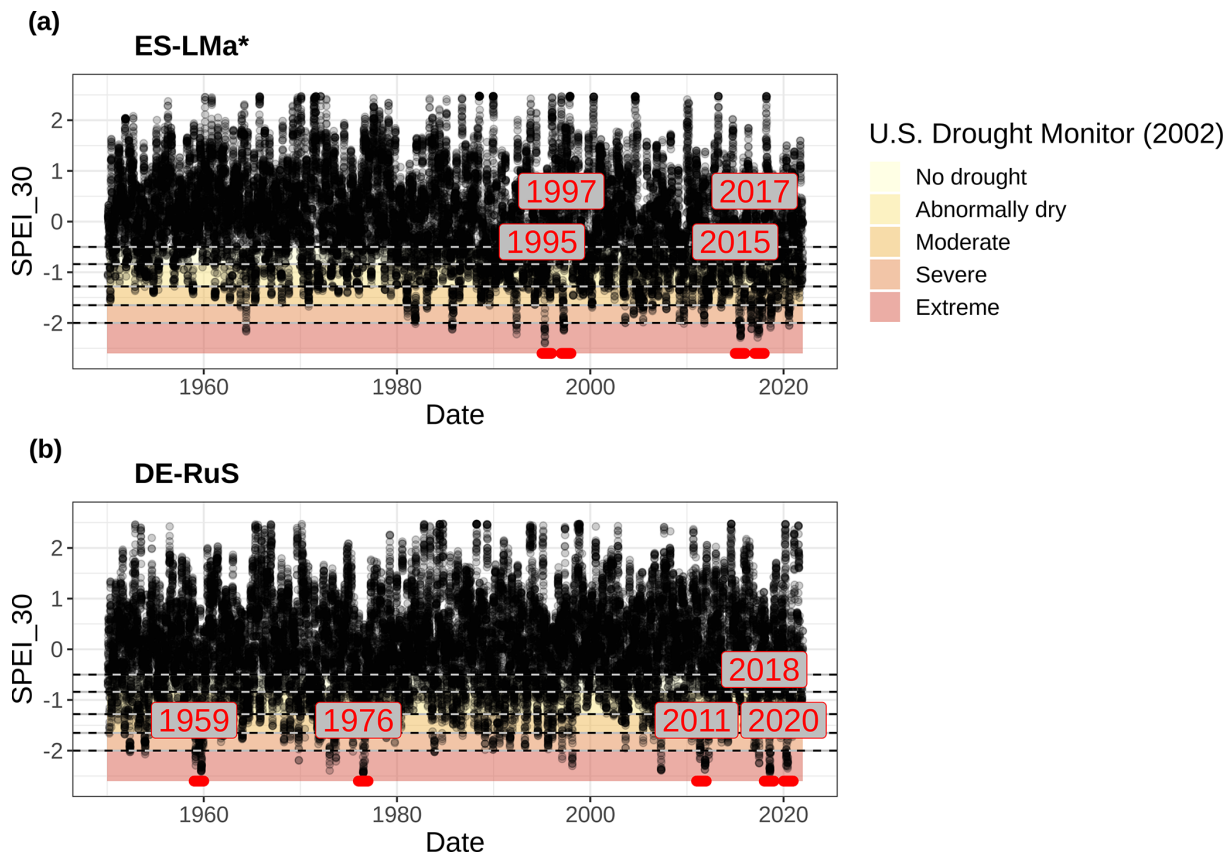 (a)
ES-LMa*
SPEI_30
2
1
0
-1
-2
1997
2017
1995
2015
1960
1980
2000
2020
Date
U.S. Drought Monitor (2002)
No drought
Abnormally dry
Moderate
Severe
Extreme
(b)
DE-RuS
SPEI_30
2
1
0
-1
-2
2018
1959
1976
2011
2020
1960
1980
2000
2020
Date